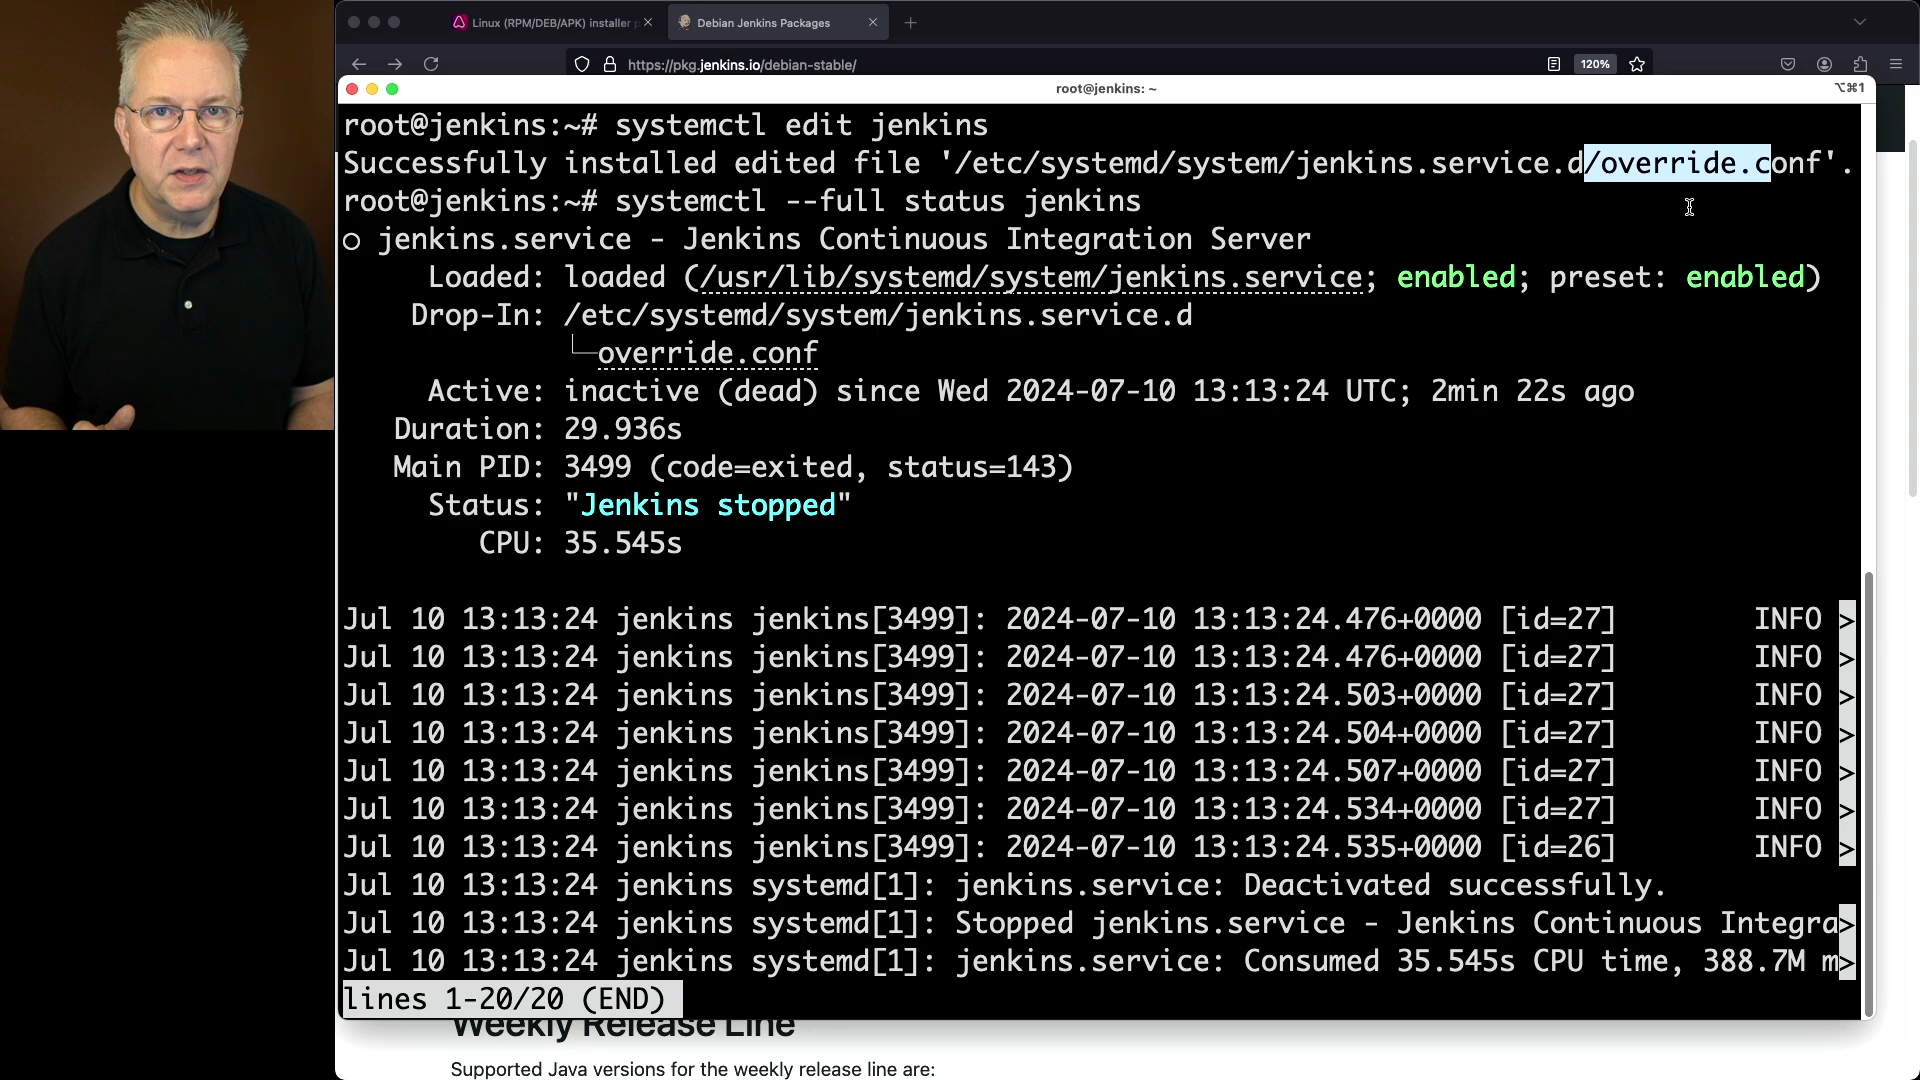 Linux (RPM/DEB/APK) installer p
Debian Jenkins Packages
https://pkg.jenkins.io/debian-stable/
120%
root@jenkins: ~
⌥⌘1
root@jenkins:~# systemctl edit jenkins
Successfully installed edited file '/etc/systemd/system/jenkins.service.d/override.conf'.
root@jenkins:~# systemctl --full status jenkins
○ jenkins.service - Jenkins Continuous Integration Server
Loaded: loaded (/usr/lib/systemd/system/jenkins.service; enabled; preset: enabled)
Drop-In: /etc/systemd/system/jenkins.service.d
└─override.conf
Active: inactive (dead) since Wed 2024-07-10 13:13:24 UTC; 2min 22s ago
Duration: 29.936s
Main PID: 3499 (code=exited, status=143)
Status: "Jenkins stopped"
CPU: 35.545s
Jul 10 13:13:24 jenkins jenkins[3499]: 2024-07-10 13:13:24.476+0000 [id=27] INFO >
Jul 10 13:13:24 jenkins jenkins[3499]: 2024-07-10 13:13:24.476+0000 [id=27] INFO >
Jul 10 13:13:24 jenkins jenkins[3499]: 2024-07-10 13:13:24.503+0000 [id=27] INFO >
Jul 10 13:13:24 jenkins jenkins[3499]: 2024-07-10 13:13:24.504+0000 [id=27] INFO >
Jul 10 13:13:24 jenkins jenkins[3499]: 2024-07-10 13:13:24.507+0000 [id=27] INFO >
Jul 10 13:13:24 jenkins jenkins[3499]: 2024-07-10 13:13:24.534+0000 [id=27] INFO >
Jul 10 13:13:24 jenkins jenkins[3499]: 2024-07-10 13:13:24.535+0000 [id=26] INFO >
Jul 10 13:13:24 jenkins systemd[1]: jenkins.service: Deactivated successfully.
Jul 10 13:13:24 jenkins systemd[1]: Stopped jenkins.service - Jenkins Continuous Integra>
Jul 10 13:13:24 jenkins systemd[1]: jenkins.service: Consumed 35.545s CPU time, 388.7M m>
lines 1-20/20 (END)
Weekly Release Line
Supported Java versions for the weekly release line are: